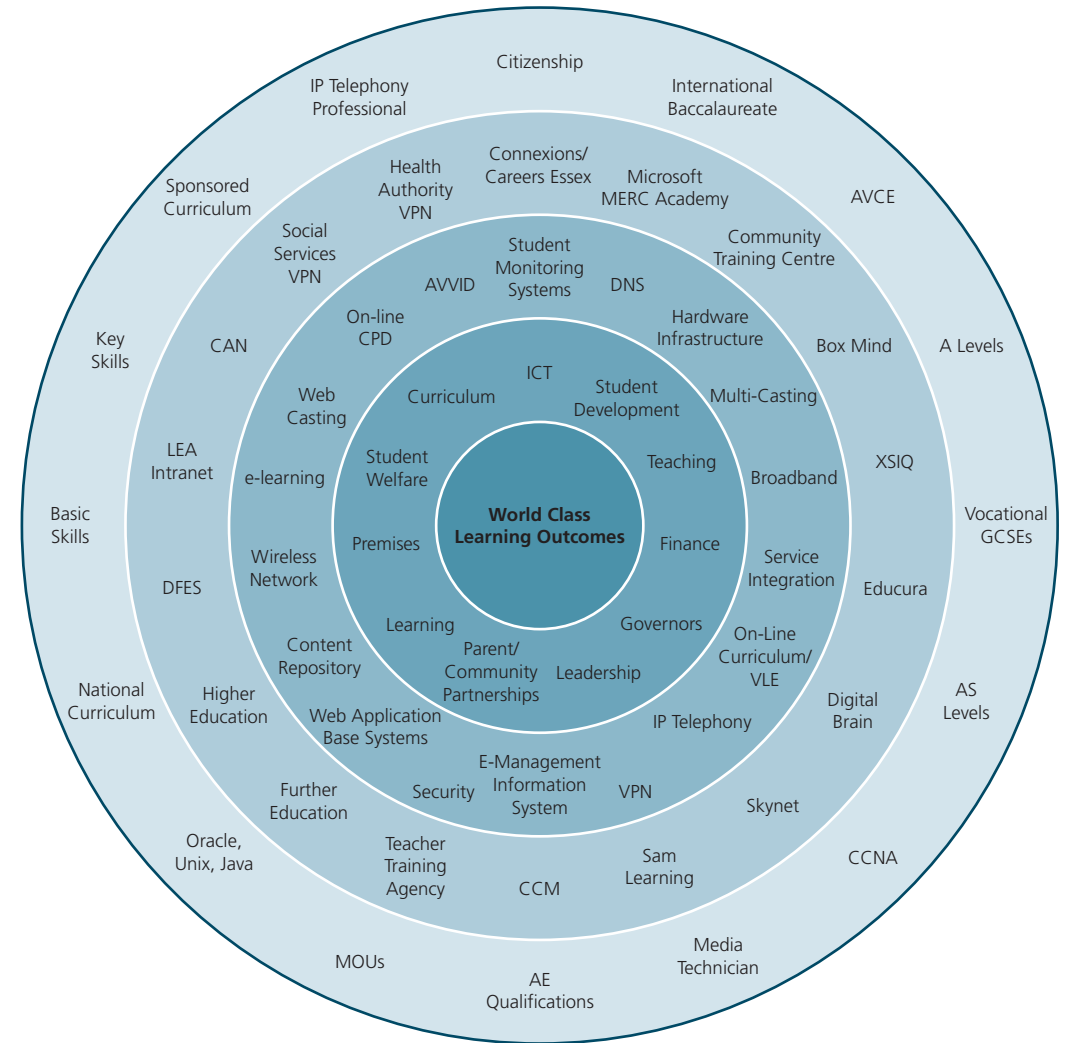 Citizenship
IP Telephony
Professional
International
Baccalaureate
Sponsored
Curriculum
AVCE
Key
Skills
A Levels
Basic
Skills
Vocational
GCSEs
National
Curriculum
AS
Levels
Oracle,
Unix, Java
CCNA
MOUs
Media
Technician
AE
Qualifications
Connexions/
Careers Essex
Health
Authority
VPN
Microsoft
MERC Academy
Social
Services
VPN
Community
Training Centre
CAN
Box Mind
LEA
Intranet
XSIQ
DFES
Educura
Higher
Education
Digital
Brain
Further
Education
Skynet
Teacher
Training
Agency
CCM
Sam
Learning
Student
Monitoring
Systems
AVVID
DNS
On-line
CPD
Hardware
Infrastructure
Web
Casting
Multi-Casting
e-learning
Broadband
Wireless
Network
Service
Integration
Content
Repository
On-Line
Curriculum/
VLE
Web Application
Base Systems
IP Telephony
Security
E-Management
Information
System
VPN
ICT
Curriculum
Student
Development
Student
Welfare
Teaching
Premises
Finance
Learning
Governors
Parent/
Community
Partnerships
Leadership
World Class
Learning Outcomes